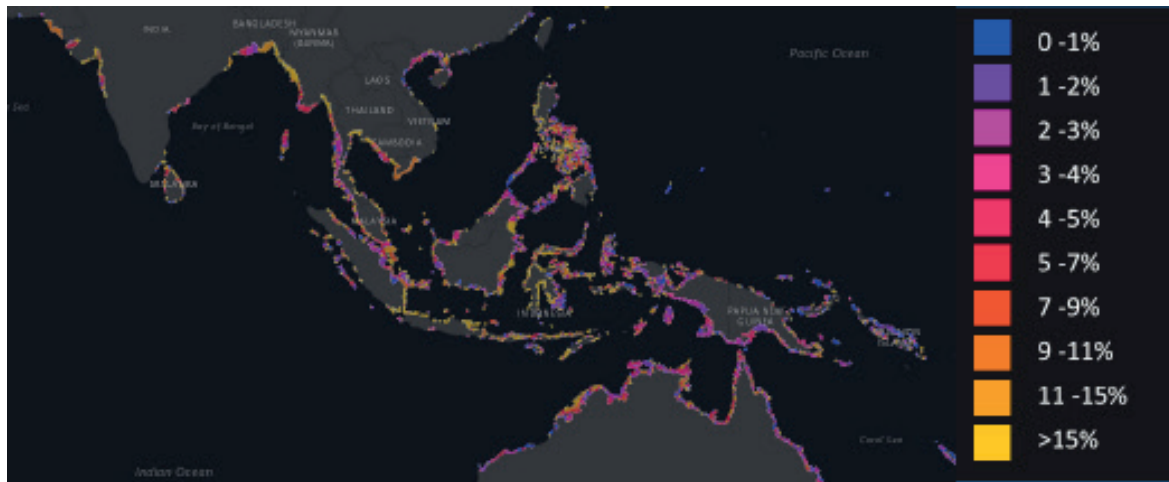 BANGLADESH
INDIA
MYANMAR
(BURMA)
Pacific Ocean
LAOS
THAILAND
Bay of Bengal
VIETNAM
CAMBODIA
MALAYSIA
INDONESIA
PAPUA NEW
GUINEA
Coral Sea
Indian Ocean
0 -1%
1 -2%
2 -3%
3 -4%
4 -5%
5 -7%
7 -9%
9 -11%
11 -15%
>15%